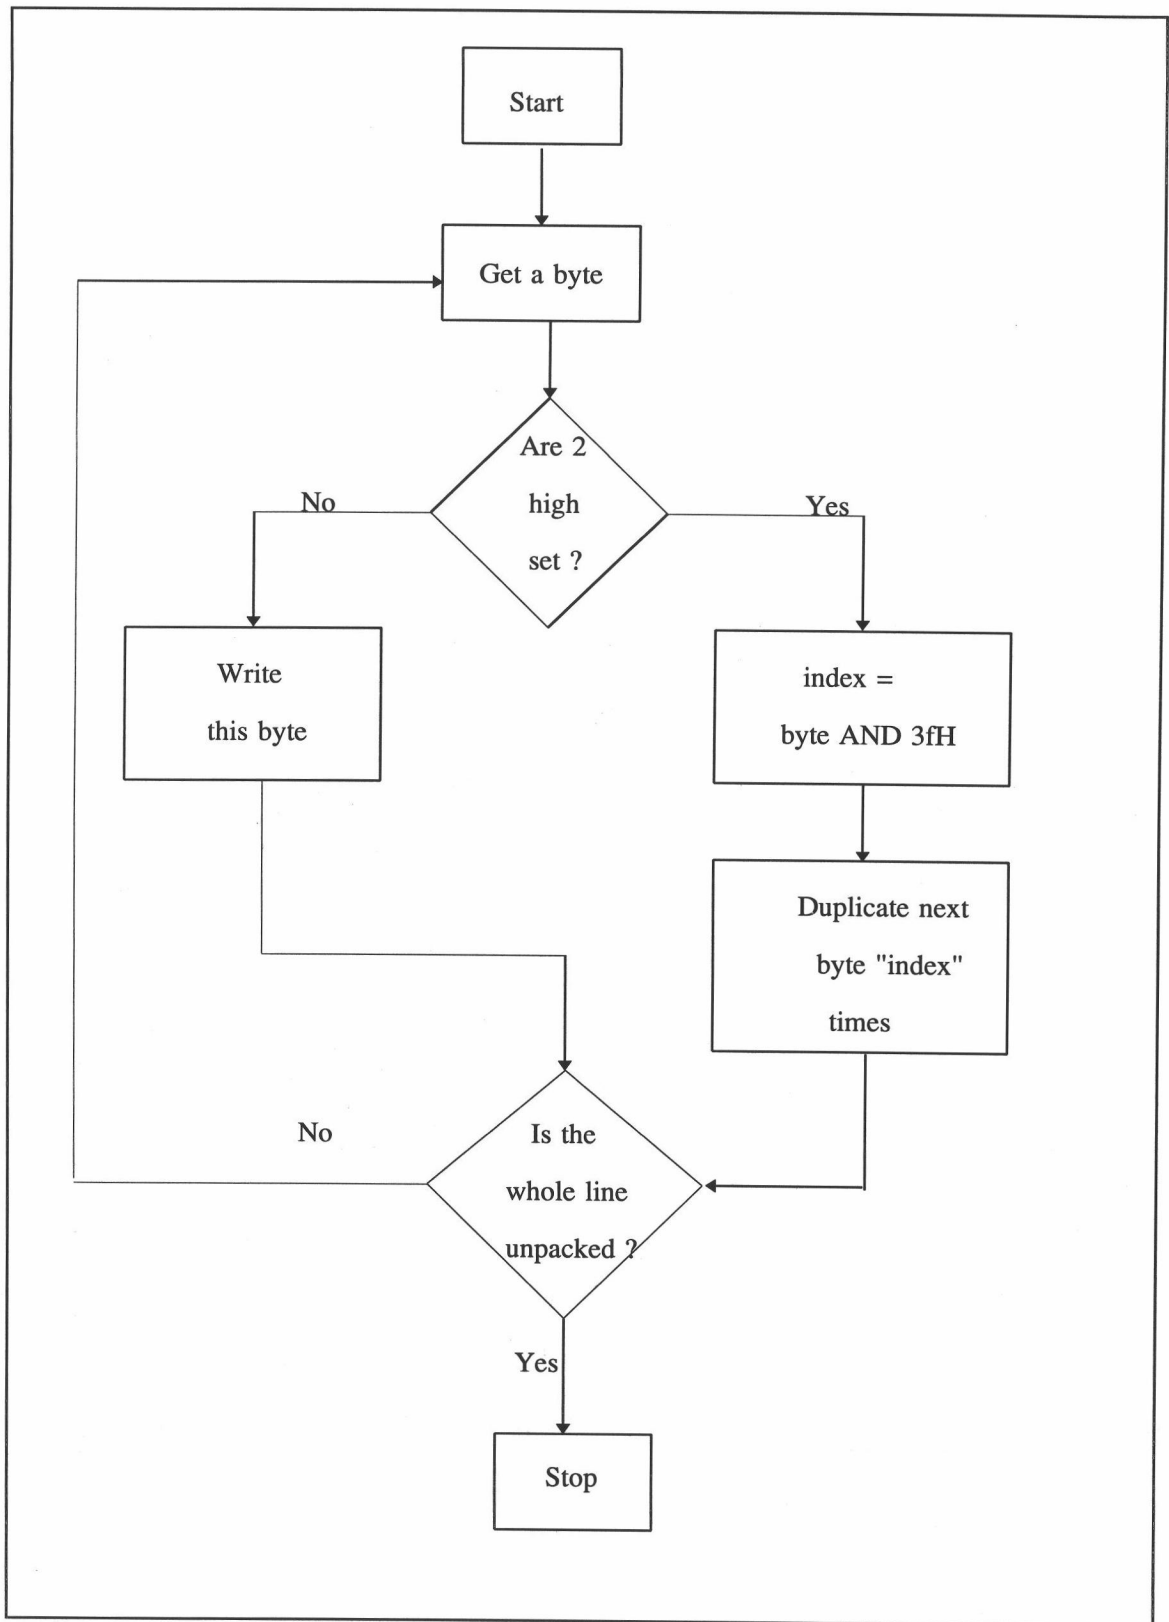 Start
Get a byte
Are 2
high
set ?
No
Yes
Write
this byte
index =
byte AND 3fH
Duplicate next
byte "index"
times
No
Is the
whole line
unpacked ?
Yes
Stop